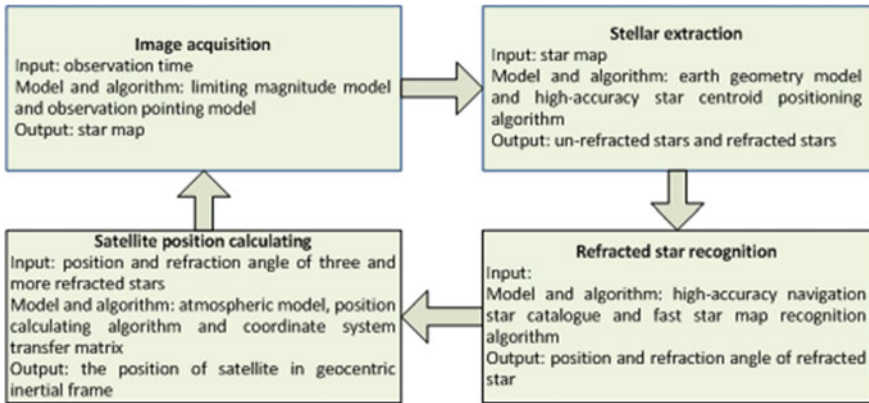 Image acquisition
Input: observation time
Model and algorithm: limiting magnitude model
and observation pointing model
Output: star map
Stellar extraction
Input: star map
Model and algorithm: earth geometry model
and high-accuracy star centroid positioning
algorithm
Output: un-refracted stars and refracted stars
Satellite position calculating
Input: position and refraction angle of three and
more refracted stars
Model and algorithm: atmospheric model, position
calculating algorithm and coordinate system
transfer matrix
Output: the position of satellite in geocentric
inertial frame
Refracted star recognition
Input:
Model and algorithm: high-accuracy navigation
star catalogue and fast star map recognition
algorithm
Output: position and refraction angle of refracted
star